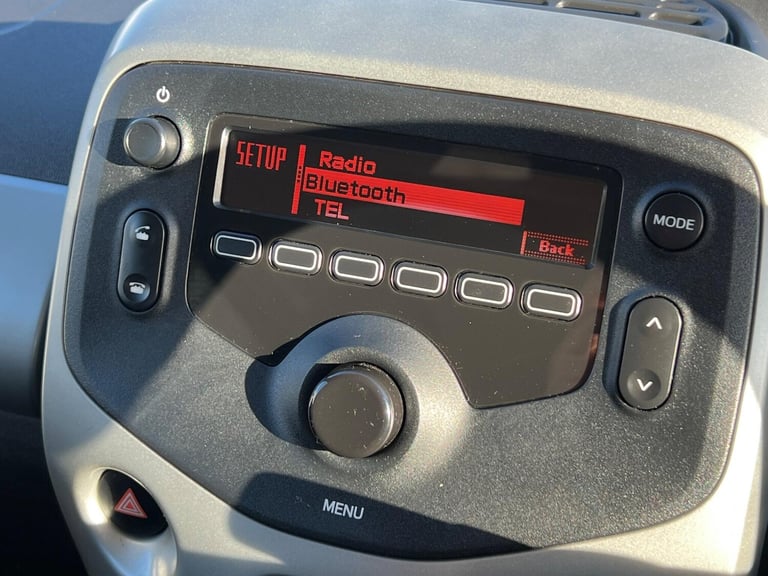 SETUP
Radio
Bluetooth
TEL
Back
MODE
MENU